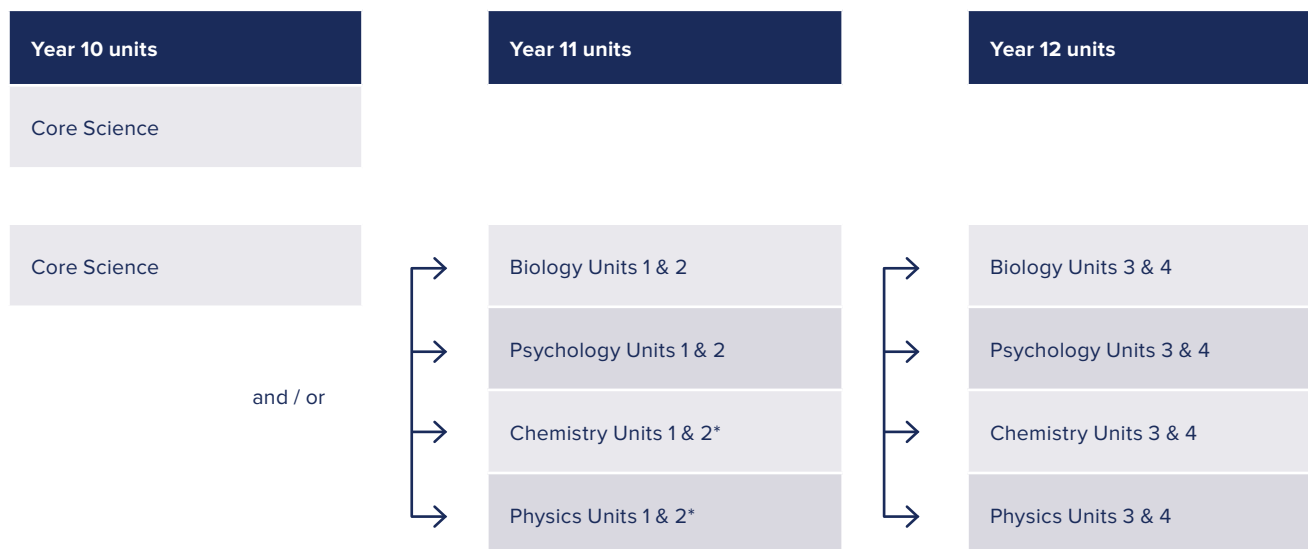 Year 10 units
Year 11 units
Year 12 units
Core Science
Core Science
Biology Units 1 & 2
Biology Units 3 & 4
Psychology Units 1 & 2
Psychology Units 3 & 4
and / or
Chemistry Units 1 & 2*
Chemistry Units 3 & 4
Physics Units 1 & 2*
Physics Units 3 & 4